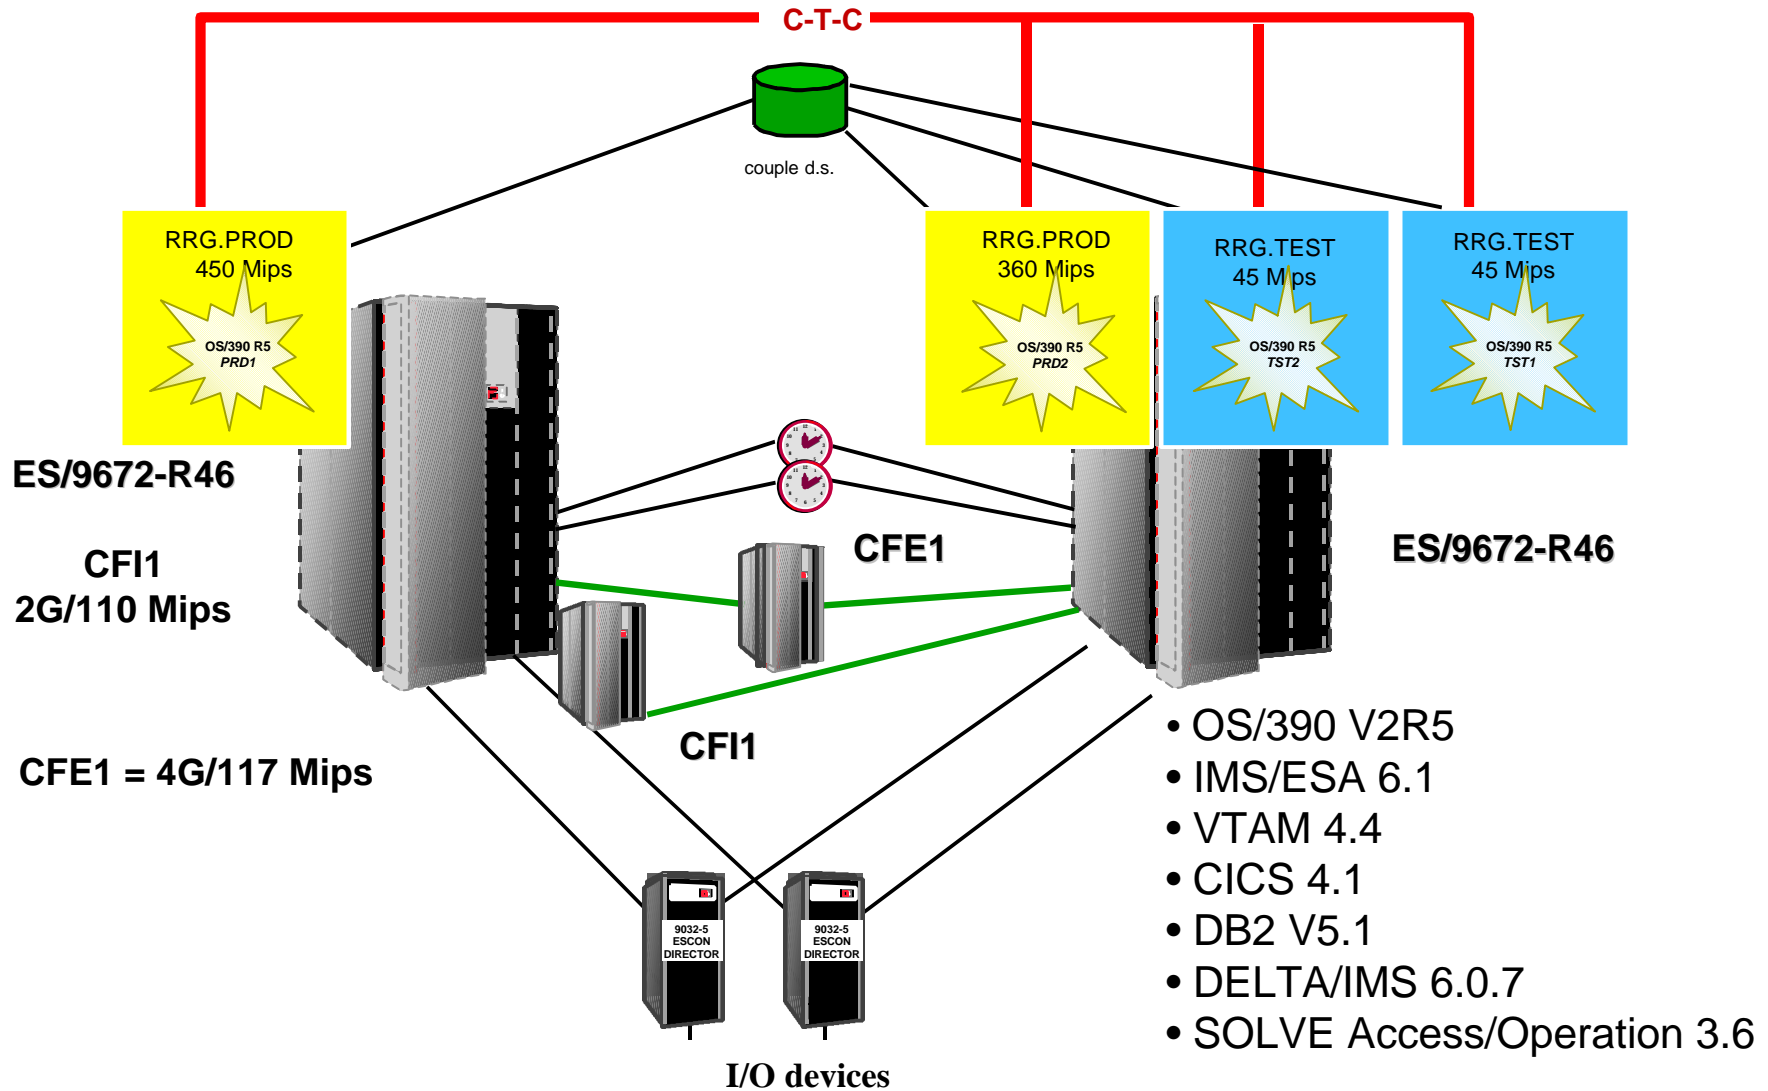 C-T-C
couple d.s.
RRG.PROD
450 Mips
OS/390 R5
PRD1
RRG.PROD
360 Mips
OS/390 R5
PRD2
RRG.TEST
45 Mips
OS/390 R5
TST2
RRG.TEST
45 Mips
OS/390 R5
TST1
ES/9672-R46
CFI1
2G/110 Mips
CFE1 = 4G/117 Mips
CFE1
CFI1
ES/9672-R46
• OS/390 V2R5
• IMS/ESA 6.1
• VTAM 4.4
• CICS 4.1
• DB2 V5.1
• DELTA/IMS 6.0.7
• SOLVE Access/Operation 3.6
9032-5
ESCON
DIRECTOR
9032-5
ESCON
DIRECTOR
I/O devices